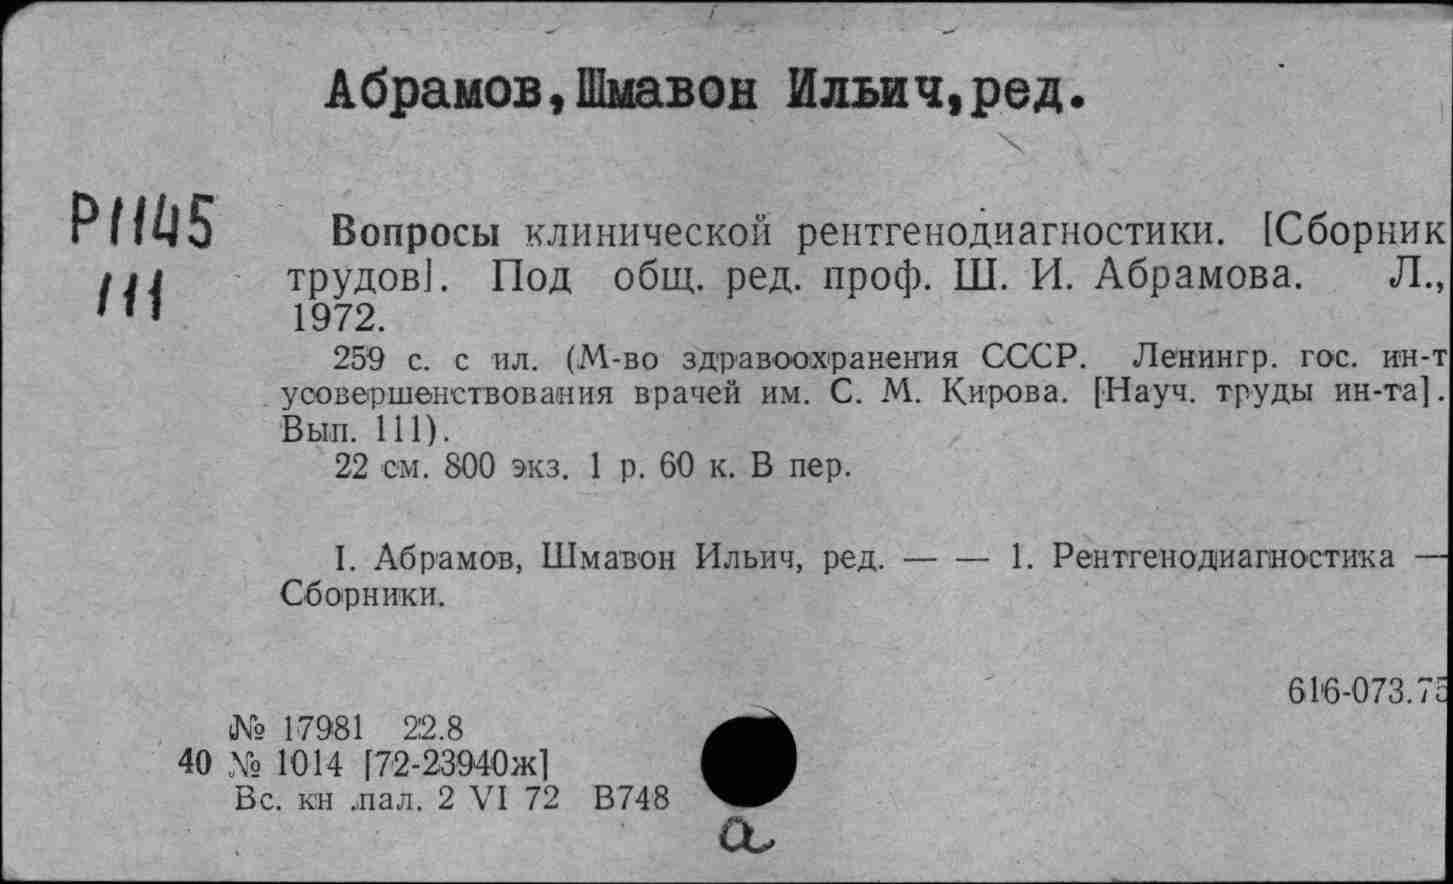 Абрамов, Шмавон Ильич, ред.
Р1145
111
Вопросы клинической рентгенодиагностики. [Сборник
трудов]. Под общ. ред. проф. Ш. И. Абрамова. Л.,
1972.
259 с. с ил. (М-во здравоохранения СССР. Ленингр. гос. ин-т
усовершенствования врачей им. С. М. Кирова. [Науч. труды ин-та].
Вып. 111).
22 см. 800 экз. 1 р. 60 к. В пер.
I. Абрамов, Шмавон Ильич, ред. — — 1. Рентгенодиагностика —
Сборники.
616-073.75
№ 17981 22.8
40 № 1014 [72-23940ж]
Вс. кн .пал. 2 VI 72 В748
а